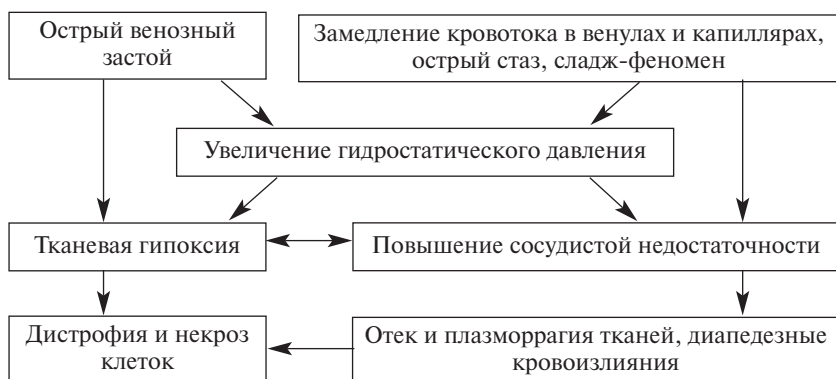 Острый венозный
застой
Замедление кровотока в венулах и капиллярах,
острый стаз, сладж-феномен
Увеличение гидростатического давления
Тканевая гипоксия
Повышение сосудистой недостаточности
Дистрофия и некроз
клеток
Отек и плазморрагия тканей, диапедезные
кровоизлияния